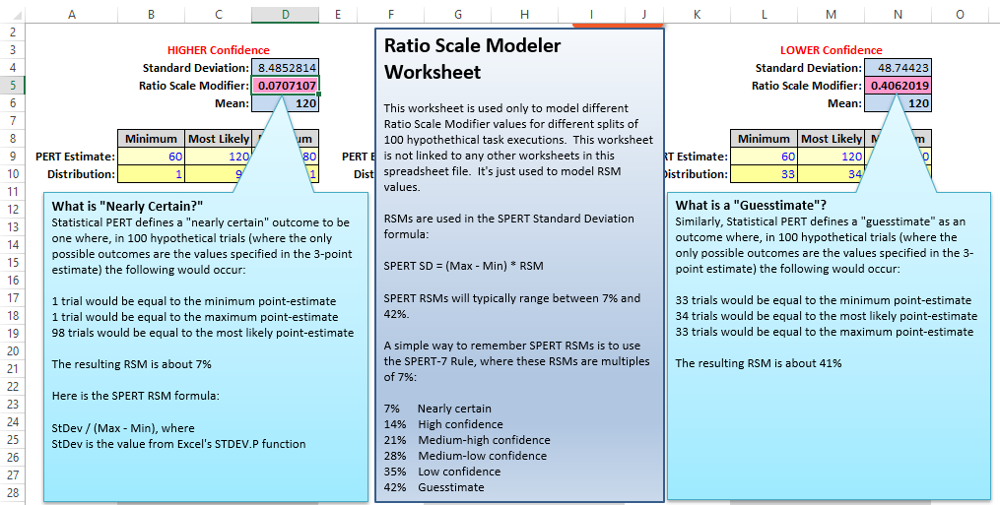 A B C D E F G H I J K L M N O
2
3 HIGHER Confidence LOWER Confidence
4 Standard Deviation: 8.4852814 Standard Deviation: 48.74423
5 Ratio Scale Modifier: 0.0707107 Ratio Scale Modifier: 0.4062019
6 Mean: 120 Mean: 120
7
8 Minimum Most Likely Minimum Most Likely
9 PERT Estimate: 60 120 80 PERT E RT Estimate: 60 120 0
10 Distribution: 1 9 1 Dist Distribution: 33 34
11
12
13
14
15
16
17
18
19
20
21
22
23
24
25
26
27
28
What is "Nearly Certain?"
Statistical PERT defines a "nearly certain" outcome to be
one where, in 100 hypothetical trials (where the only
possible outcomes are the values specified in the 3-point
estimate) the following would occur:
1 trial would be equal to the minimum point-estimate
1 trial would be equal to the maximum point-estimate
98 trials would be equal to the most likely point-estimate
The resulting RSM is about 7%
Here is the SPERT RSM formula:
StDev / (Max - Min), where
StDev is the value from Excel's STDEV.P function
Ratio Scale Modeler
Worksheet
This worksheet is used only to model different
Ratio Scale Modifier values for different splits of
100 hypothethical task executions. This worksheet
is not linked to any other worksheets in this
spreadsheet file. It's just used to model RSM
values.
RSMs are used in the SPERT Standard Deviation
formula:
SPERT SD = (Max - Min) * RSM
SPERT RSMs will typically range between 7% and
42%.
A simple way to remember SPERT RSMs is to use
the SPERT-7 Rule, where these RSMs are multiples
of 7%:
7% Nearly certain
14% High confidence
21% Medium-high confidence
28% Medium-low confidence
35% Low confidence
42% Guesstimate
What is a "Guesstimate"?
Similarly, Statistical PERT defines a "guesstimate" as an
outcome where, in 100 hypothetical trials (where the
only possible outcomes are the values specified in the 3-
point estimate) the following would occur:
33 trials would be equal to the minimum point-estimate
34 trials would be equal to the most likely point-estimate
33 trials would be equal to the maximum point-estimate
The resulting RSM is about 41%